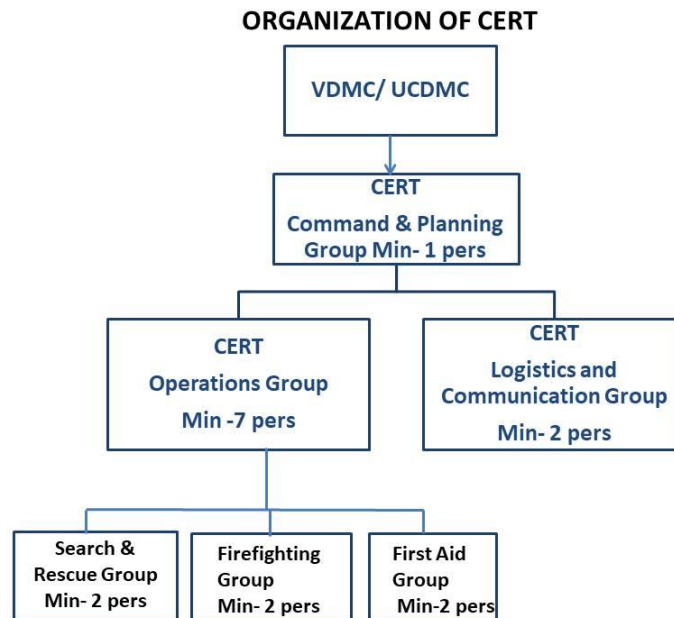 ORGANIZATION OF CERT
VDMC/ UCDMC
CERT
Command & Planning
Group Min- 1 pers
CERT
Operations Group
Min -7 pers
CERT
Logistics and
Communication Group
Min- 2 pers
Search &
Rescue Group
Min- 2 pers
Firefighting
Group
Min- 2 pers
First Aid
Group
Min-2 pers